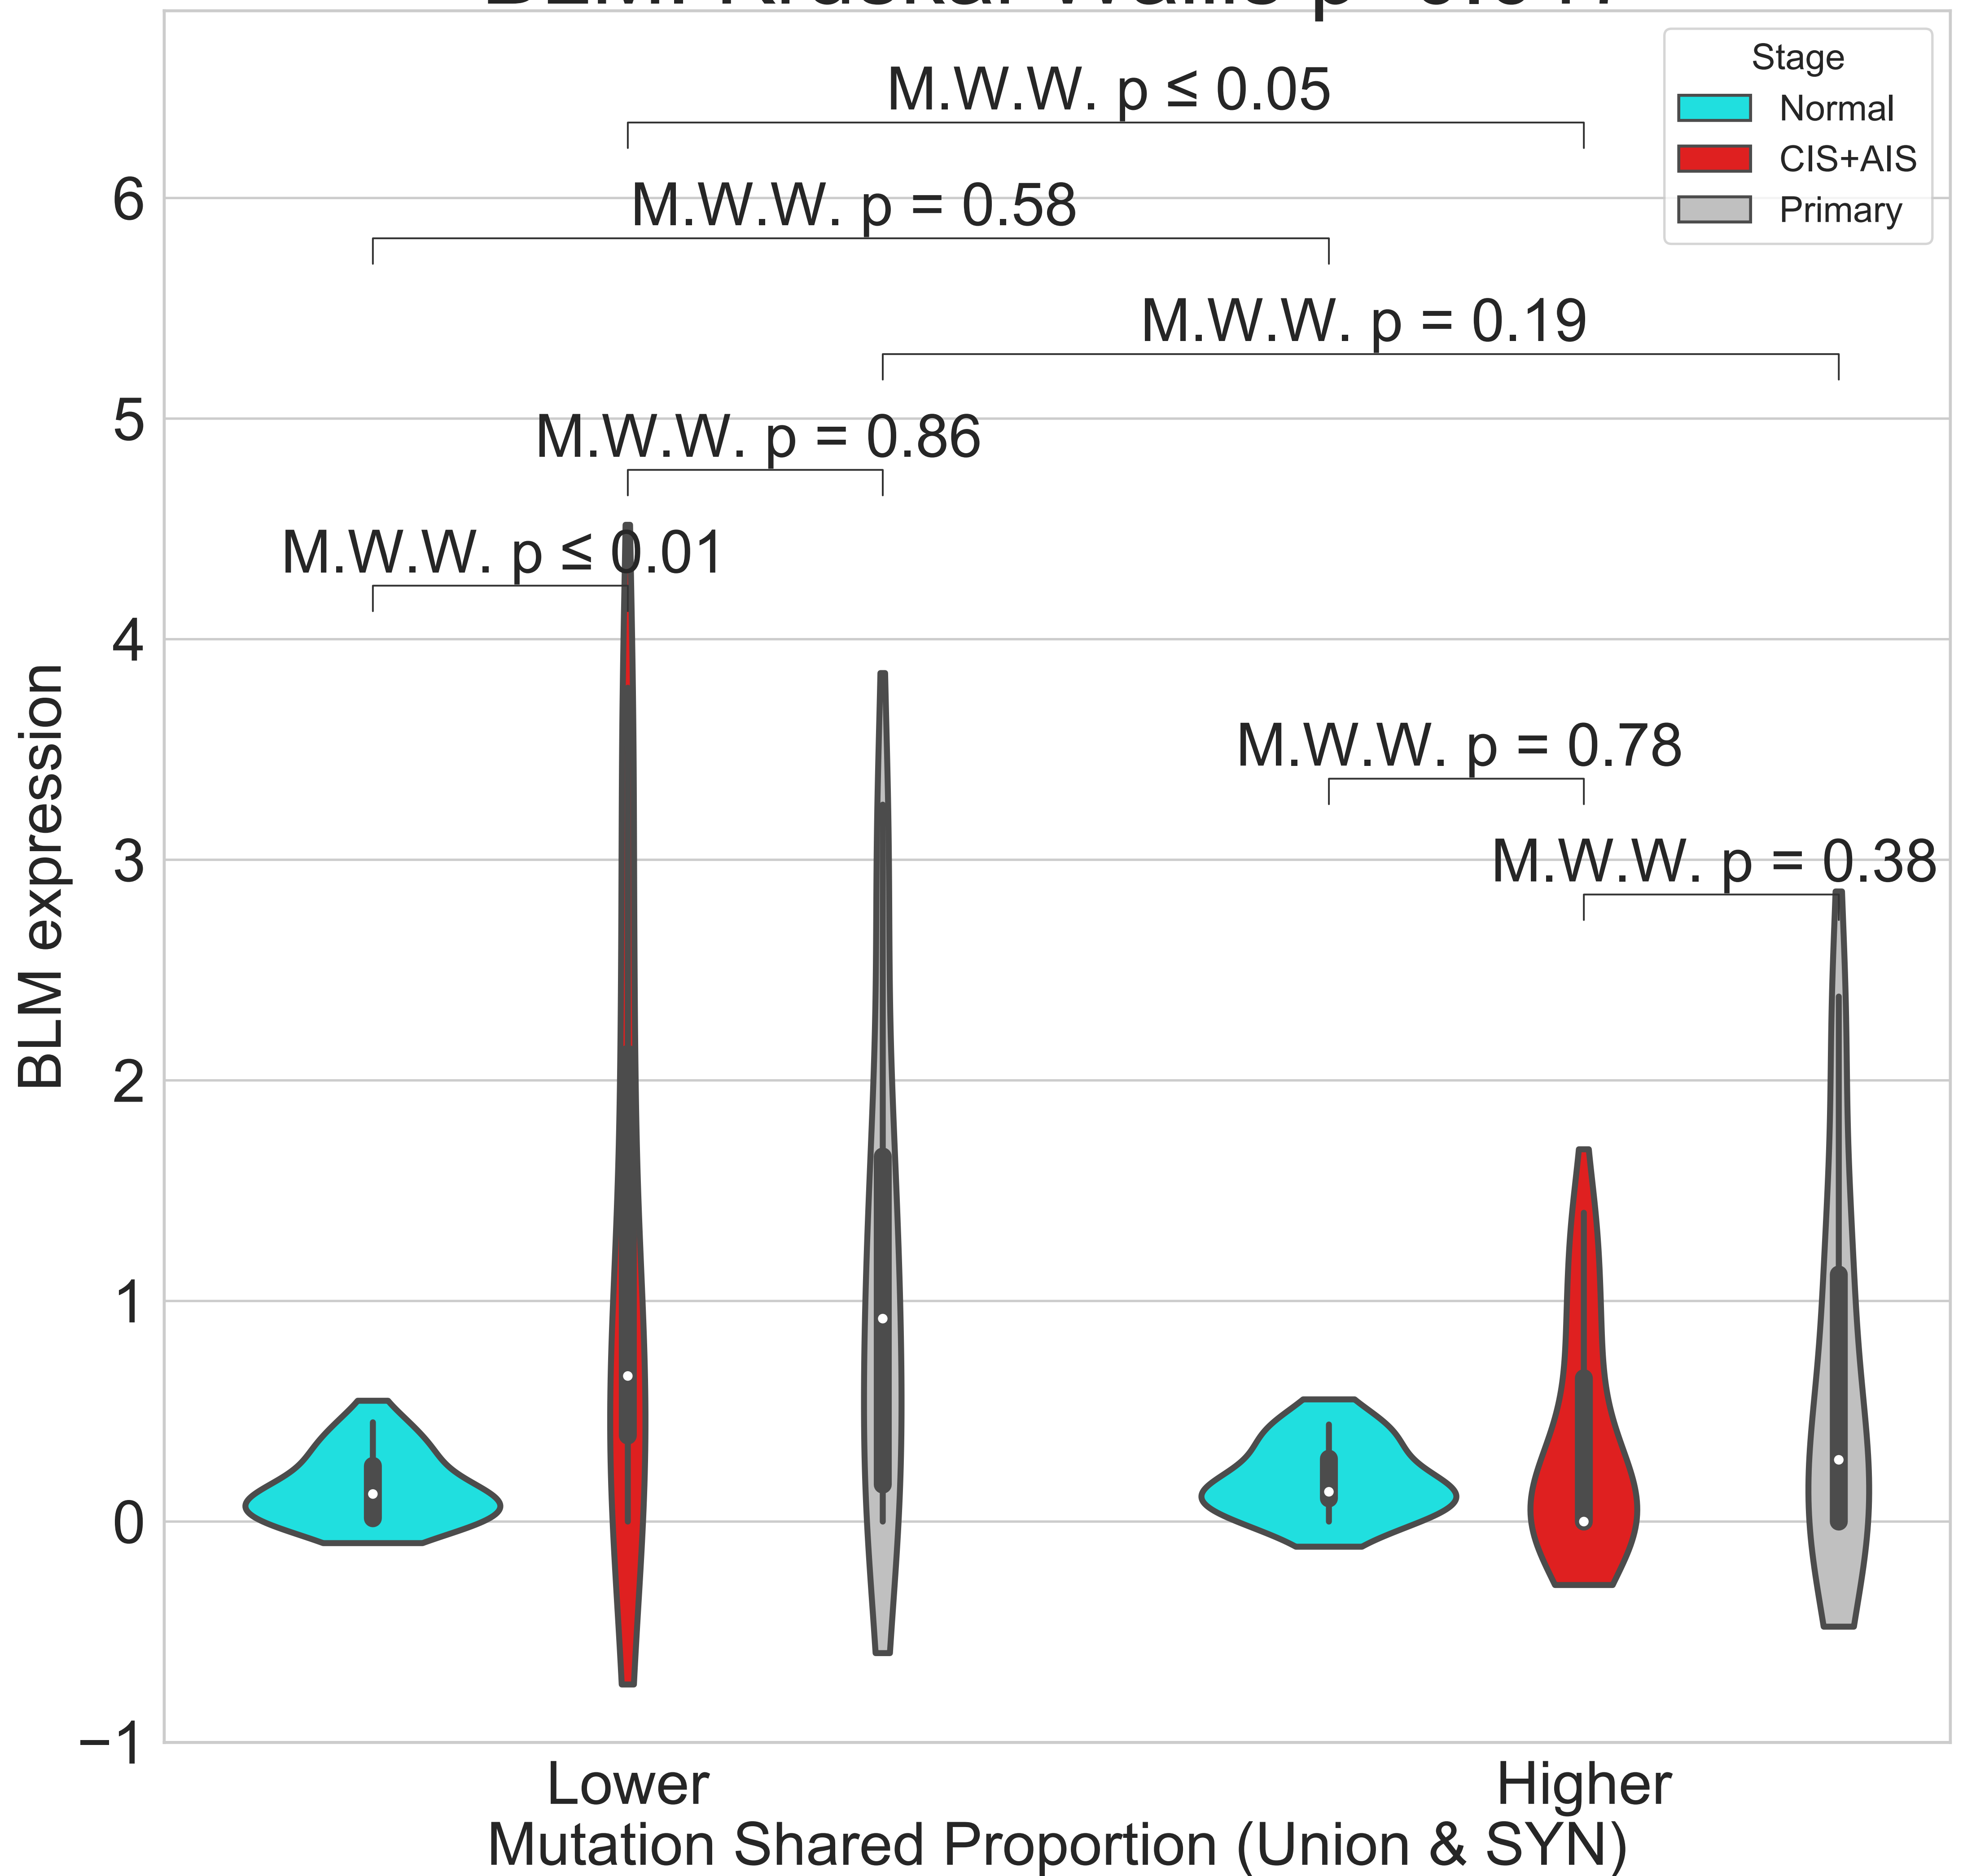 M.W.W. p ≤ 0.05
Stage
Normal
CIS+AIS
Primary
M.W.W. p = 0.58
M.W.W. p = 0.19
M.W.W. p = 0.86
M.W.W. p ≤ 0.01
M.W.W. p = 0.78
M.W.W. p = 0.38
6
5
4
3
2
1
0
−1
BLM expression
Lower
Higher
Mutation Shared Proportion (Union & SYN)